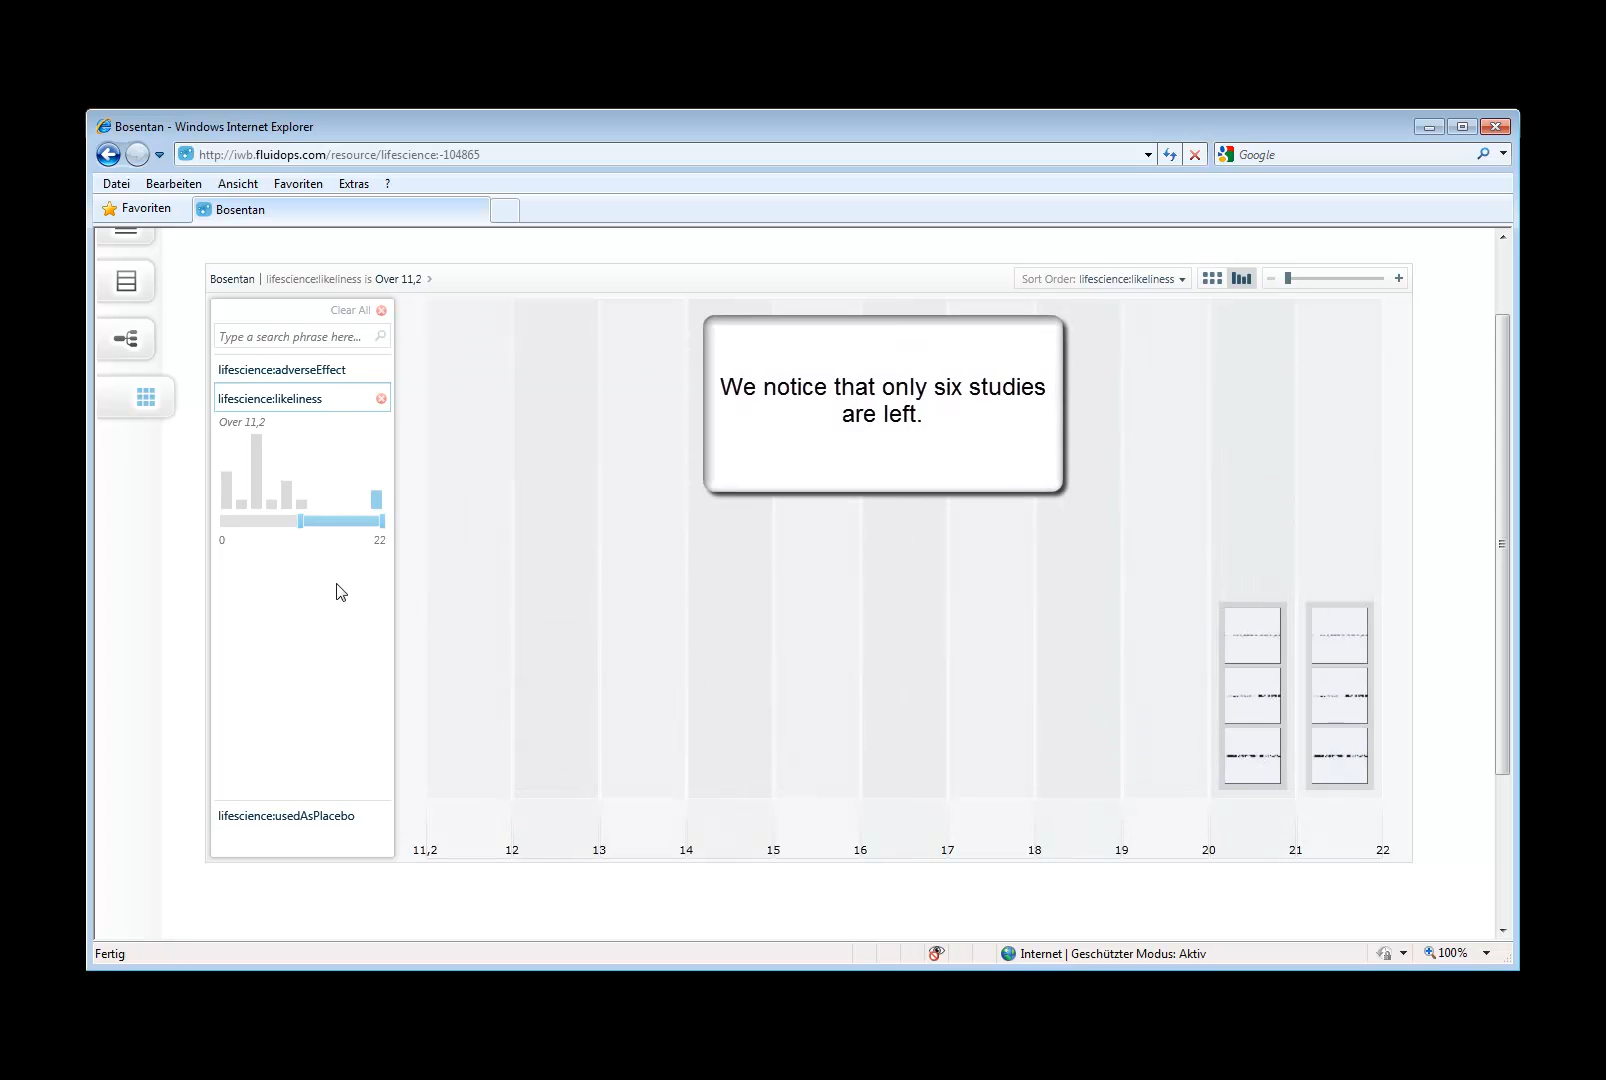 Bosentan - Windows Internet Explorer
http://iwb.fluidops.com/resource/lifescience:-104865
Google
Datei Bearbeiten Ansicht Favoriten Extras ?
Favoriten
Bosentan
Bosentan | lifescience:likeliness is Over 11,2 >
Sort Order: lifescience:likeliness
Clear All
Type a search phrase here...
lifescience:adverseEffect
lifescience:likeliness
Over 11,2
0 22
lifescience:usedAsPlacebo
We notice that only six studies
are left.
11,2 12 13 14 15 16 17 18 19 20 21 22
Fertig
Internet | Geschützter Modus: Aktiv
100%